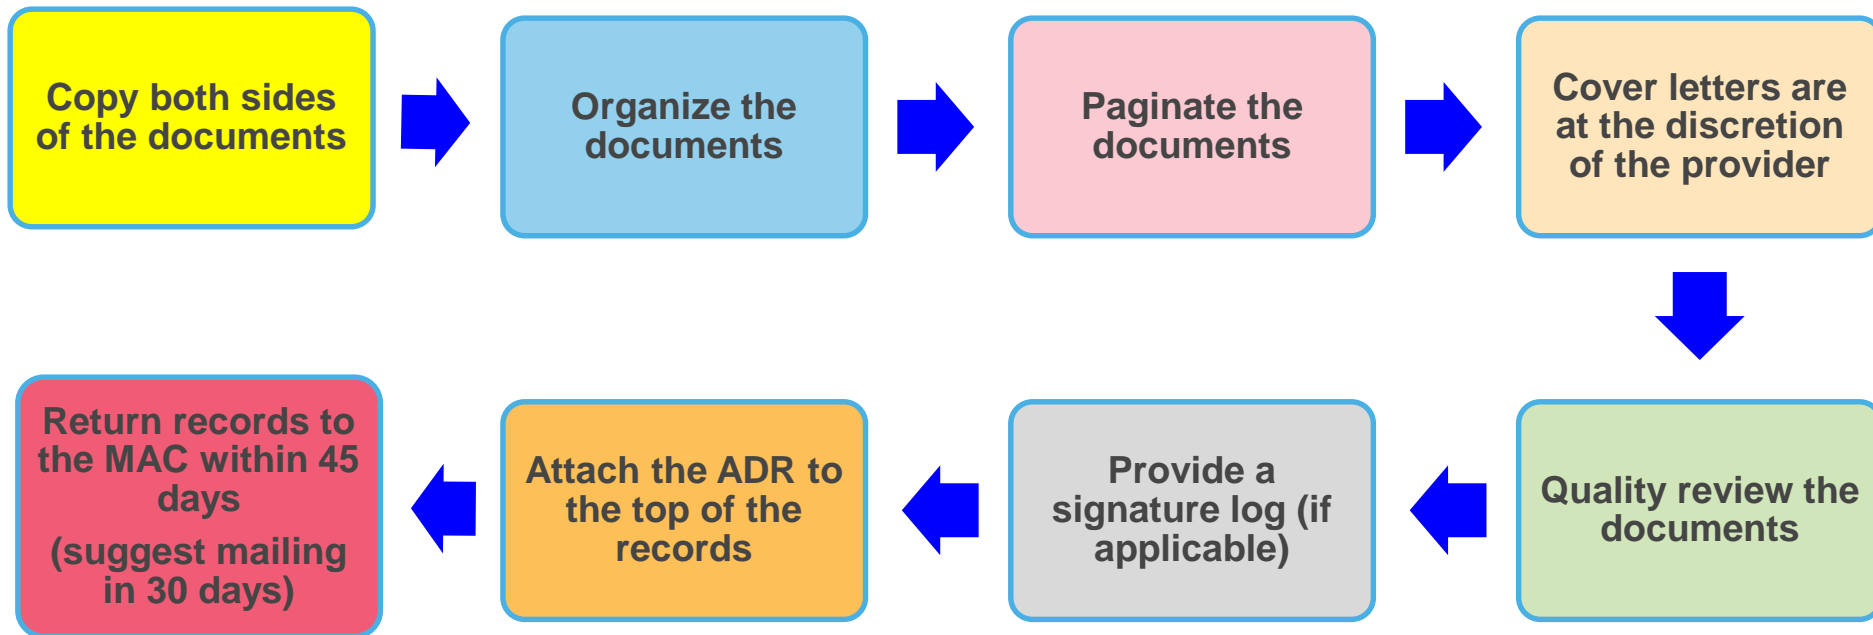 Copy both sides
of the documents
Organize the
documents
Paginate the
documents
Cover letters are
at the discretion
of the provider
Quality review the
documents
Provide a
signature log (if
applicable)
Attach the ADR to
the top of the
records
Return records to
the MAC within 45
days
(suggest mailing
in 30 days)